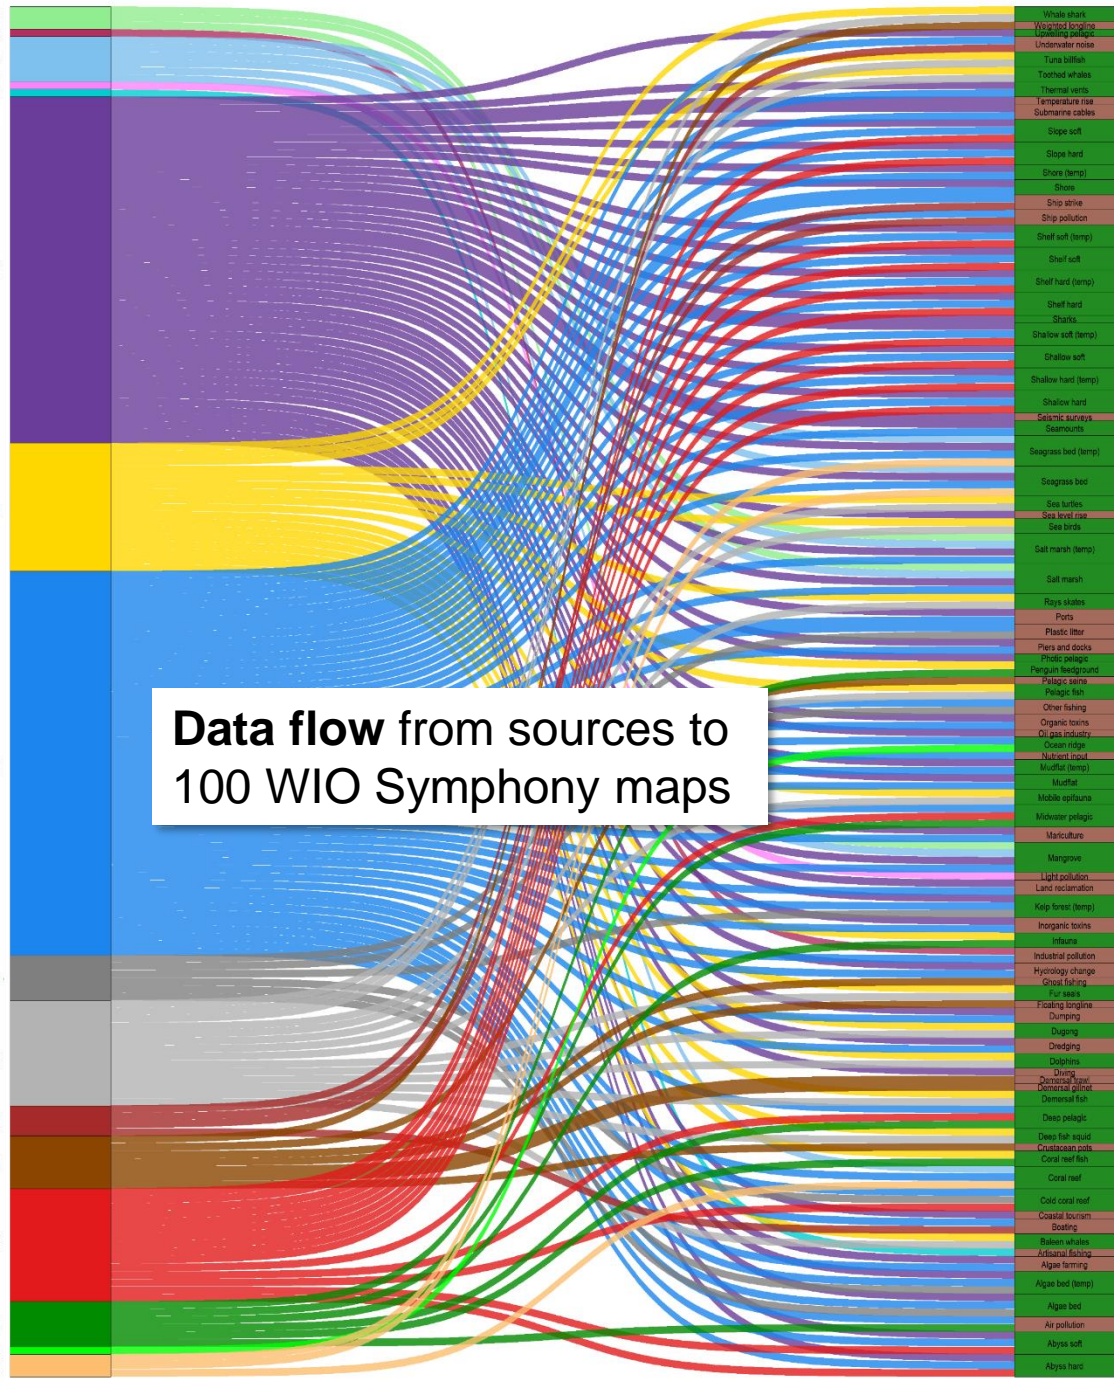 Whale shark
Weighted longline
Upwelling pelagic
Underwater noise
Tuna billfish
Toothed whales
Thermal vents
Temperature rise
Submarine cables
Slope soft
Slope hard
Shore (temp)
Shore
Ship strike
Ship pollution
Shelf soft (temp)
Shelf soft
Shelf hard (temp)
Shelf hard
Sharks
Shallow soft (temp)
Shallow soft
Shallow hard (temp)
Shallow hard
Seismic surveys
Seamounts
Seagrass bed (temp)
Seagrass bed
Sea turtles
Sea level rise
Sea birds
Salt marsh (temp)
Salt marsh
Rays skates
Ports
Plastic litter
Piers and docks
Photic pelagic
Penguin feedground
Pelagic seine
Pelagic fish
Data flow from sources to
100 WIO Symphony maps
Other fishing
Organic toxins
Oil gas industry
Ocean ridge
Nutrient input
Mudflat (temp)
Mudflat
Mobile epifauna
Midwater pelagic
Mariculture
Mangrove
Light pollution
Land reclamation
Kelp forest (temp)
Inorganic toxins
Infauna
Industrial pollution
Hydrology change
Ghost fishing
Fur seals
Floating longline
Dumping
Dugong
Dredging
Dolphins
Diving
Demersal trawl
Demersal gillnet
Demersal fish
Deep pelagic
Deep fish squid
Crustacean pots
Coral reef fish
Coral reef
Cold coral reef
Coastal tourism
Boating
Baleen whales
Artisanal fishing
Algae farming
Algae bed (temp)
Algae bed
Air pollution
Abyss soft
Abyss hard